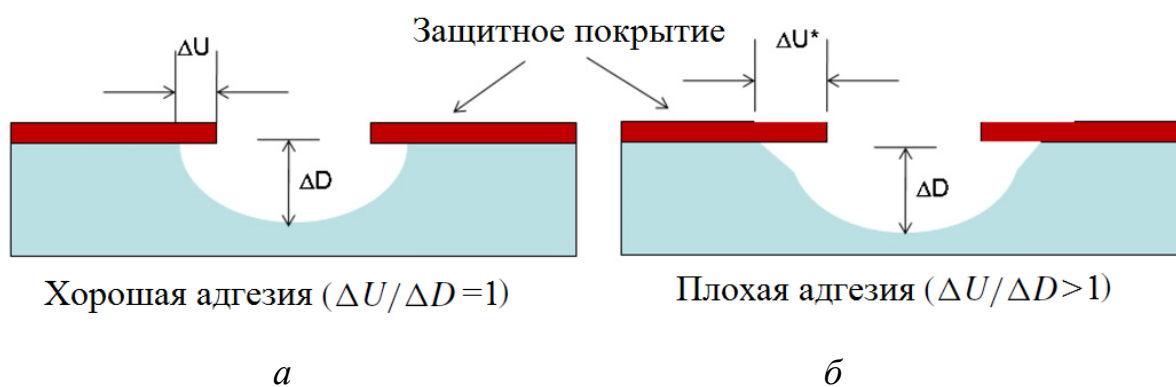 Защитное покрытие
ΔU
ΔU*
ΔD
ΔD
Хорошая адгезия (ΔU/ΔD=1)
Плохая адгезия (ΔU/ΔD>1)
а
б